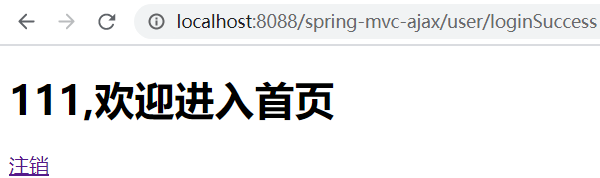 localhost:8088/spring-mvc-ajax/user/loginSuccess
111,欢迎进入首页
注销